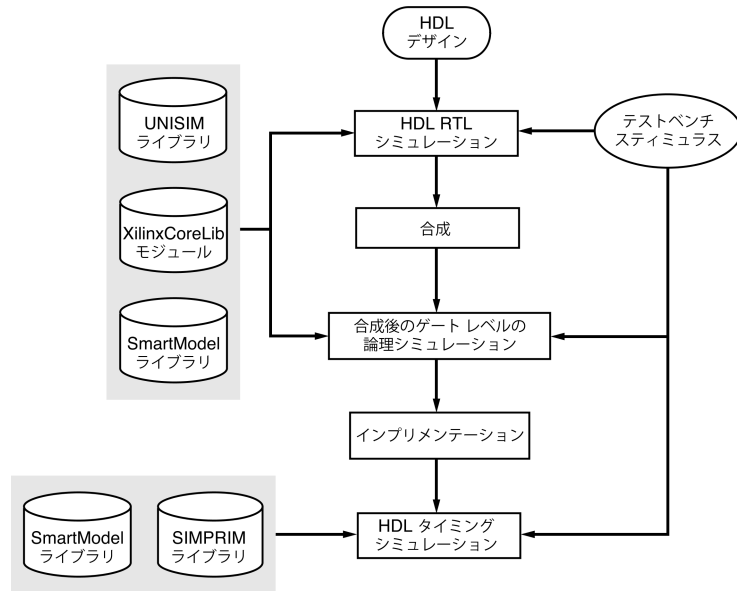 HDL
デザイン
UNISIM
ライブラリ
HDL RTL
シミュレーション
テストベンチ
スティミュラス
XilinxCoreLib
モジュール
合成
SmartModel
ライブラリ
合成後のゲート レベルの
論理シミュレーション
インプリメンテーション
SmartModel
ライブラリ
SIMPRIM
ライブラリ
HDL タイミング
シミュレーション